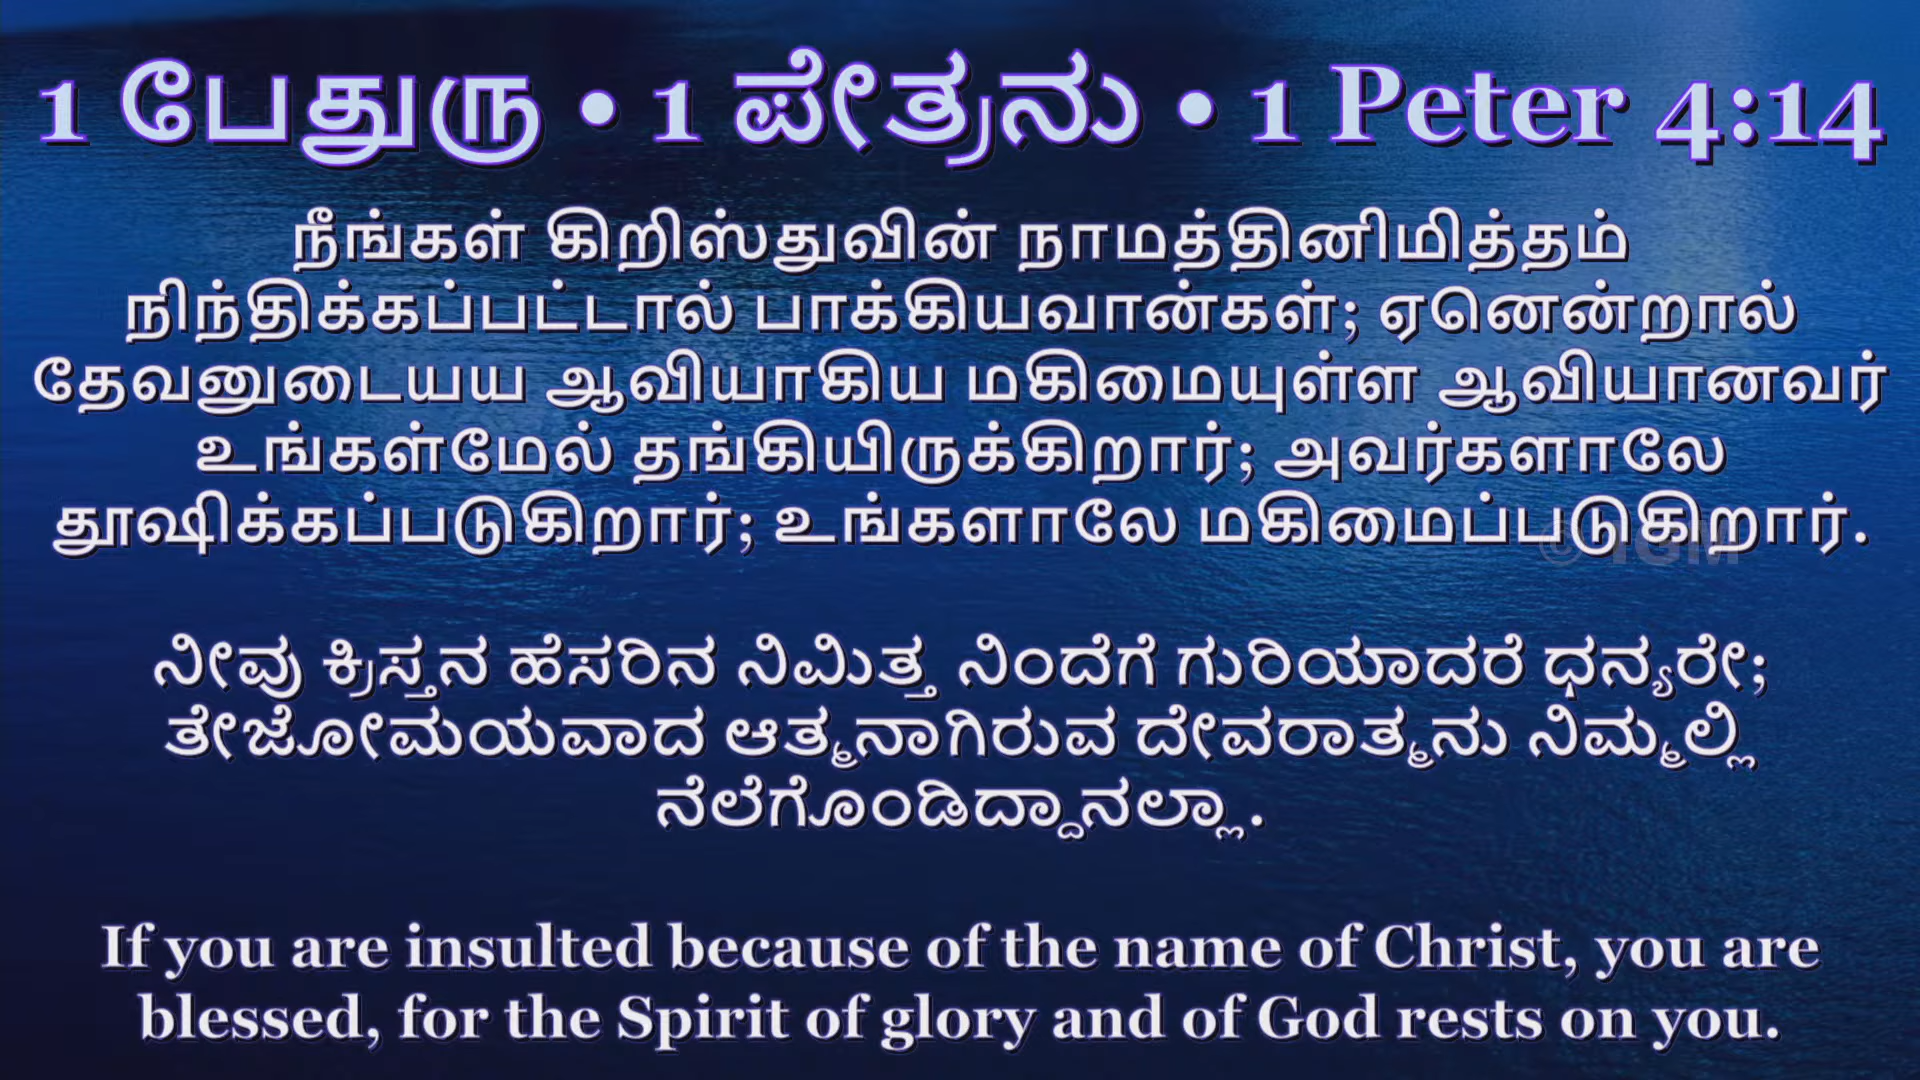 1 பேதுரு • 1 ಪೇತ್ರನು • 1 Peter 4:14
நீங்கள் கிறிஸ்துவின் நாமத்தினிமித்தம்
நிந்திக்கப்பட்டால் பாக்கியவான்கள்; ஏனென்றால்
தேவனுடையய ஆவியாகிய மகிமையுள்ள ஆவியானவர்
உங்கள்மேல் தங்கியிருக்கிறார்; அவர்களாலே
தூஷிக்கப்படுகிறார்; உங்களாலே மகிமைப்படுகிறார்.
© TGM
ನೀವು ಕ್ರಿಸ್ತನ ಹೆಸರಿನ ನಿಮಿತ್ತ ನಿಂದೆಗೆ ಗುರಿಯಾದರೆ ಧನ್ಯರೇ;
ತೇಜೋಮಯವಾದ ಆತ್ಮನಾಗಿರುವ ದೇವರಾತ್ಮನು ನಿಮ್ಮಲ್ಲಿ
ನೆಲೆಗೊಂಡಿದ್ದಾನಲ್ಲಾ.
If you are insulted because of the name of Christ, you are
blessed, for the Spirit of glory and of God rests on you.